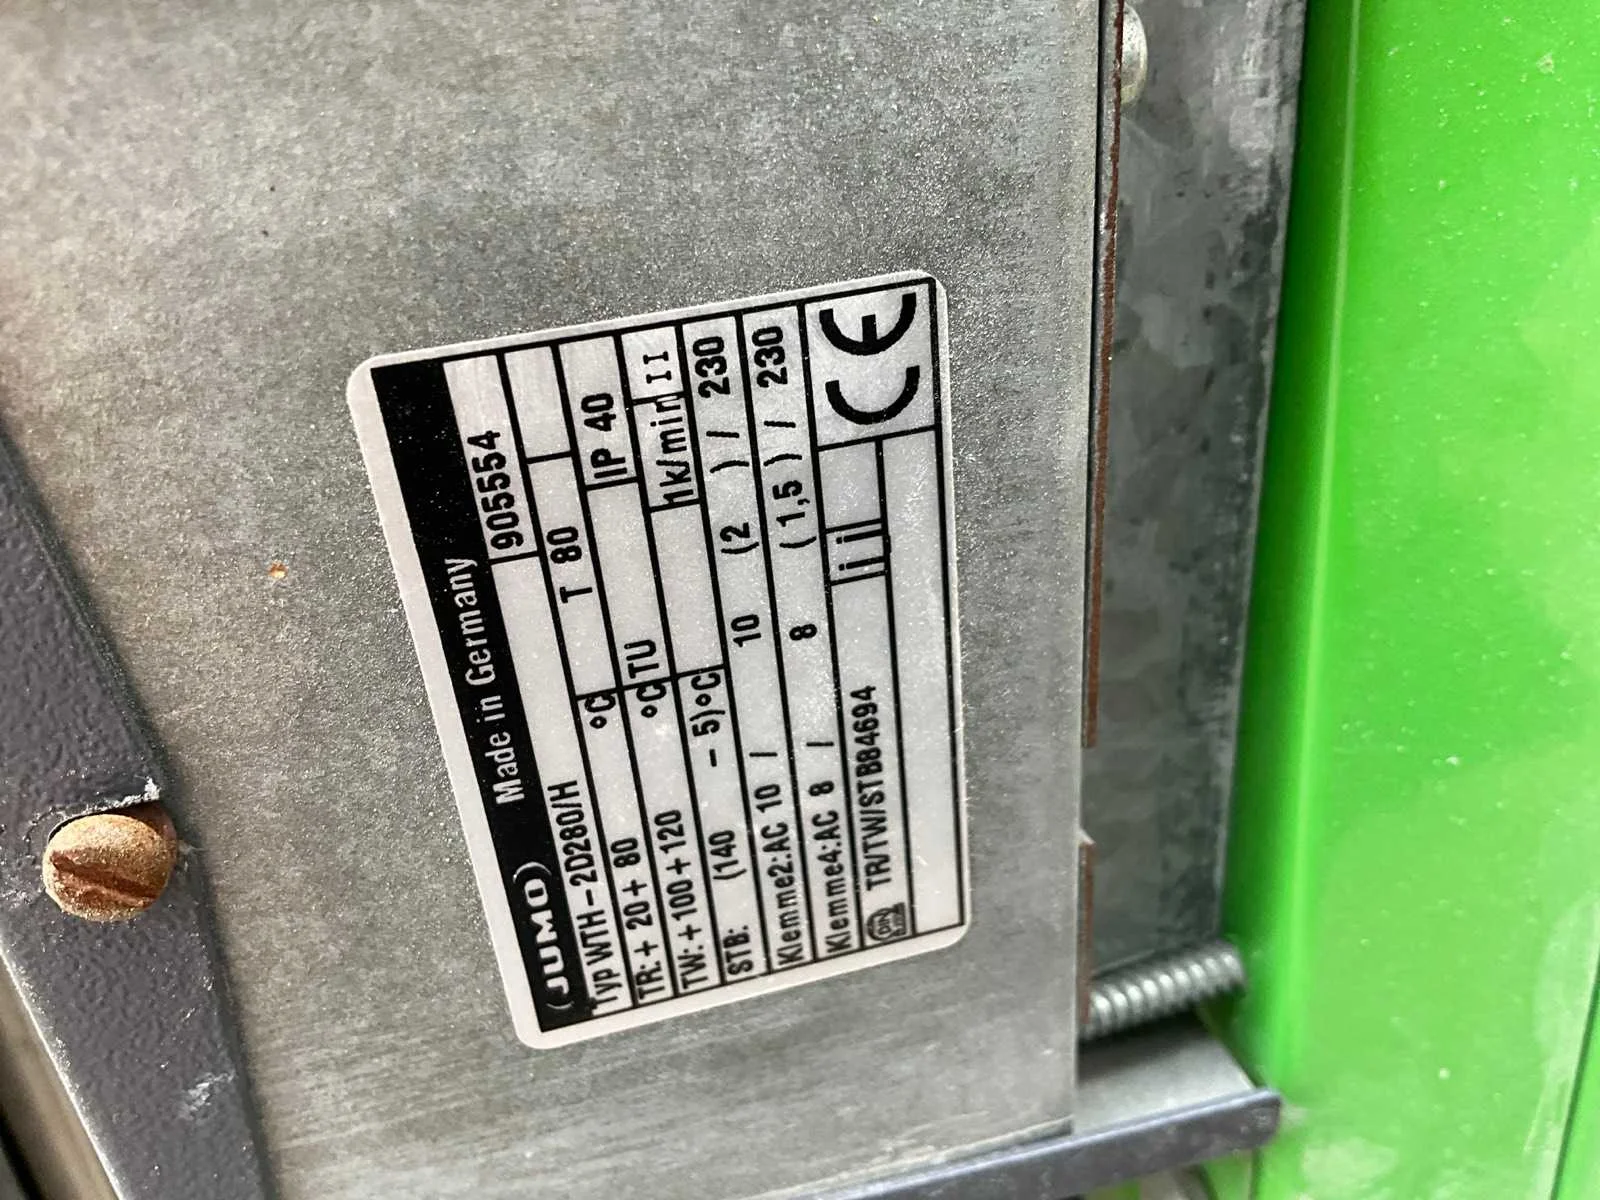 JUMO Made in Germany
Typ WTH-2D280/H 905554
TR: + 20 + 80 °C T 80
TW: + 100 + 120 °C TU IP 40
STB: (140 - 5)°C 1k/min II
Klemme2:AC 10 / 10 (2 ) / 230
Klemme4:AC 8 / 8 (1,5 ) / 230
DIN TR/TW/STB84694 CE